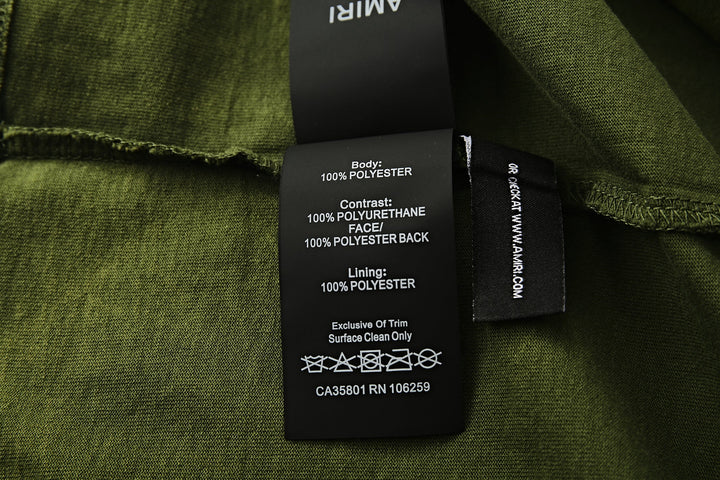 AMIRI
Body:
100% POLYESTER
Contrast:
100% POLYURETHANE
FACE/
100% POLYESTER BACK
Lining:
100% POLYESTER
Exclusive Of Trim
Surface Clean Only
CA35801 RN 106259
OR CIECK AT WWW.AMIRI.COM